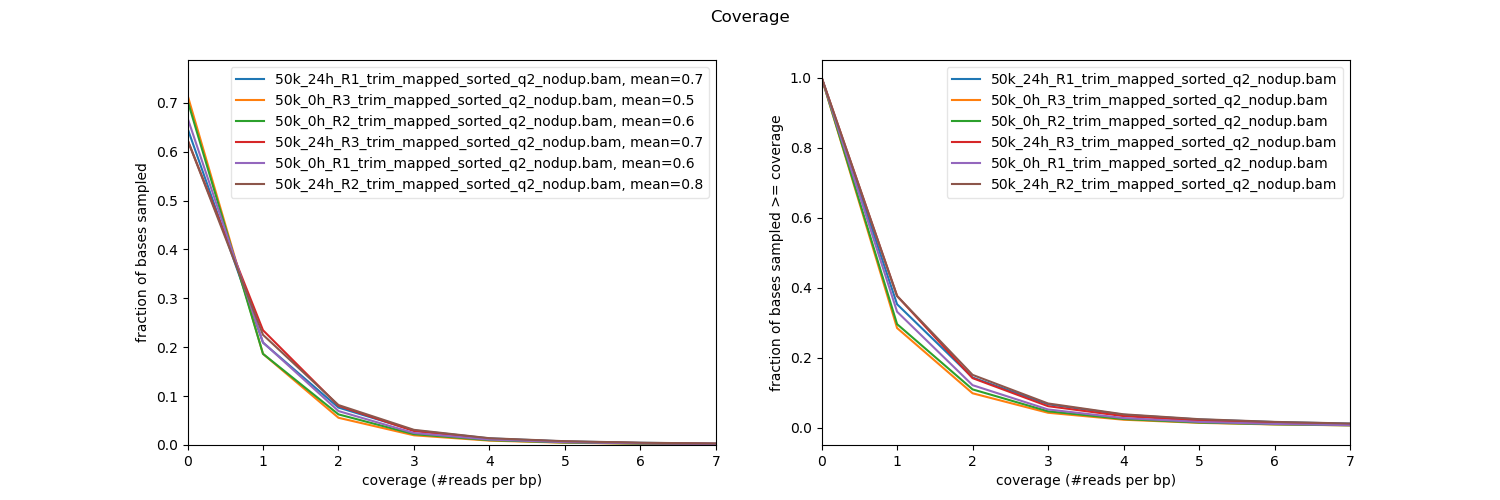 Coverage
fraction of bases sampled
0.7
0.6
0.5
0.4
0.3
0.2
0.1
0.0
50k_24h_R1_trim_mapped_sorted_q2_nodup.bam, mean=0.7
50k_0h_R3_trim_mapped_sorted_q2_nodup.bam, mean=0.5
50k_0h_R2_trim_mapped_sorted_q2_nodup.bam, mean=0.6
50k_24h_R3_trim_mapped_sorted_q2_nodup.bam, mean=0.7
50k_0h_R1_trim_mapped_sorted_q2_nodup.bam, mean=0.6
50k_24h_R2_trim_mapped_sorted_q2_nodup.bam, mean=0.8
0 1 2 3 4 5 6 7
coverage (#reads per bp)
fraction of bases sampled >= coverage
1.0
0.8
0.6
0.4
0.2
0.0
50k_24h_R1_trim_mapped_sorted_q2_nodup.bam
50k_0h_R3_trim_mapped_sorted_q2_nodup.bam
50k_0h_R2_trim_mapped_sorted_q2_nodup.bam
50k_24h_R3_trim_mapped_sorted_q2_nodup.bam
50k_0h_R1_trim_mapped_sorted_q2_nodup.bam
50k_24h_R2_trim_mapped_sorted_q2_nodup.bam
0 1 2 3 4 5 6 7
coverage (#reads per bp)